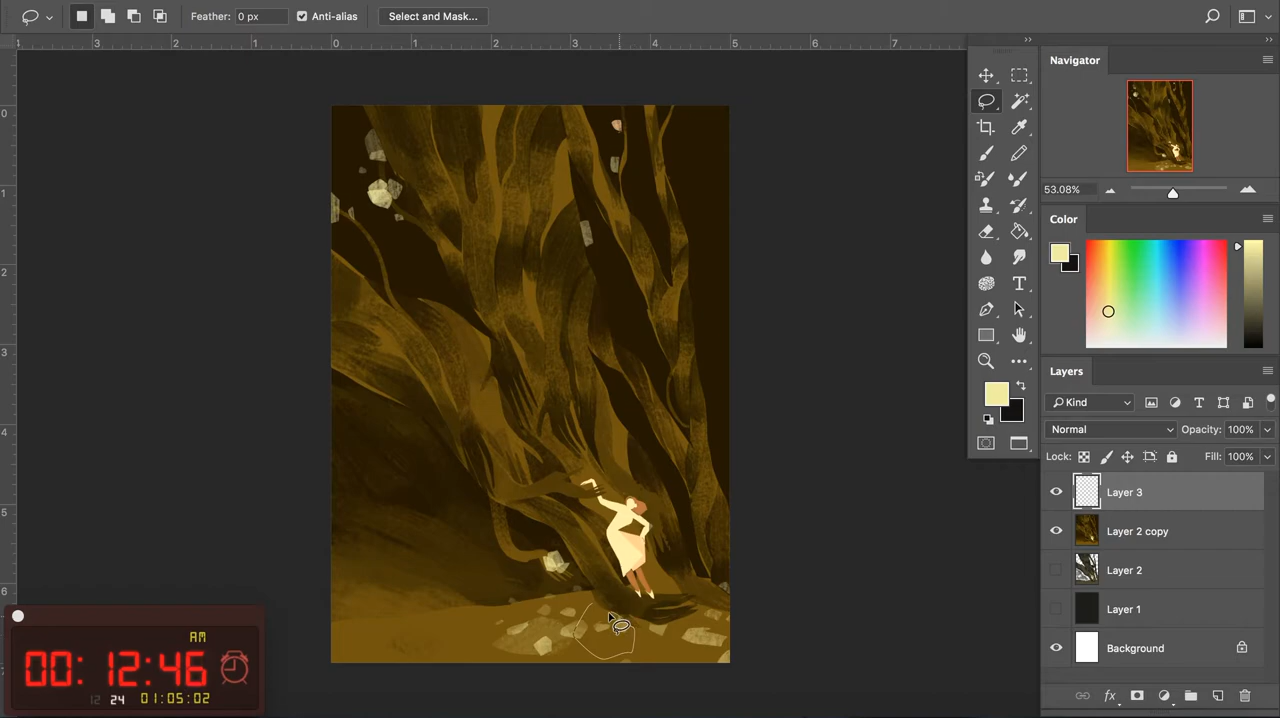 Feather: 0 px Anti-alias Select and Mask...
3 2 1 0 1 2 3 4 5 6 7
0
1
2
3
4
5
6
Navigator
53.08%
Color
Layers
Kind
Normal Opacity: 100%
Lock: Fill: 100%
Layer 3
Layer 2 copy
Layer 2
Layer 1
Background
fx
AM
00: 12:46
12 24 01:05:02